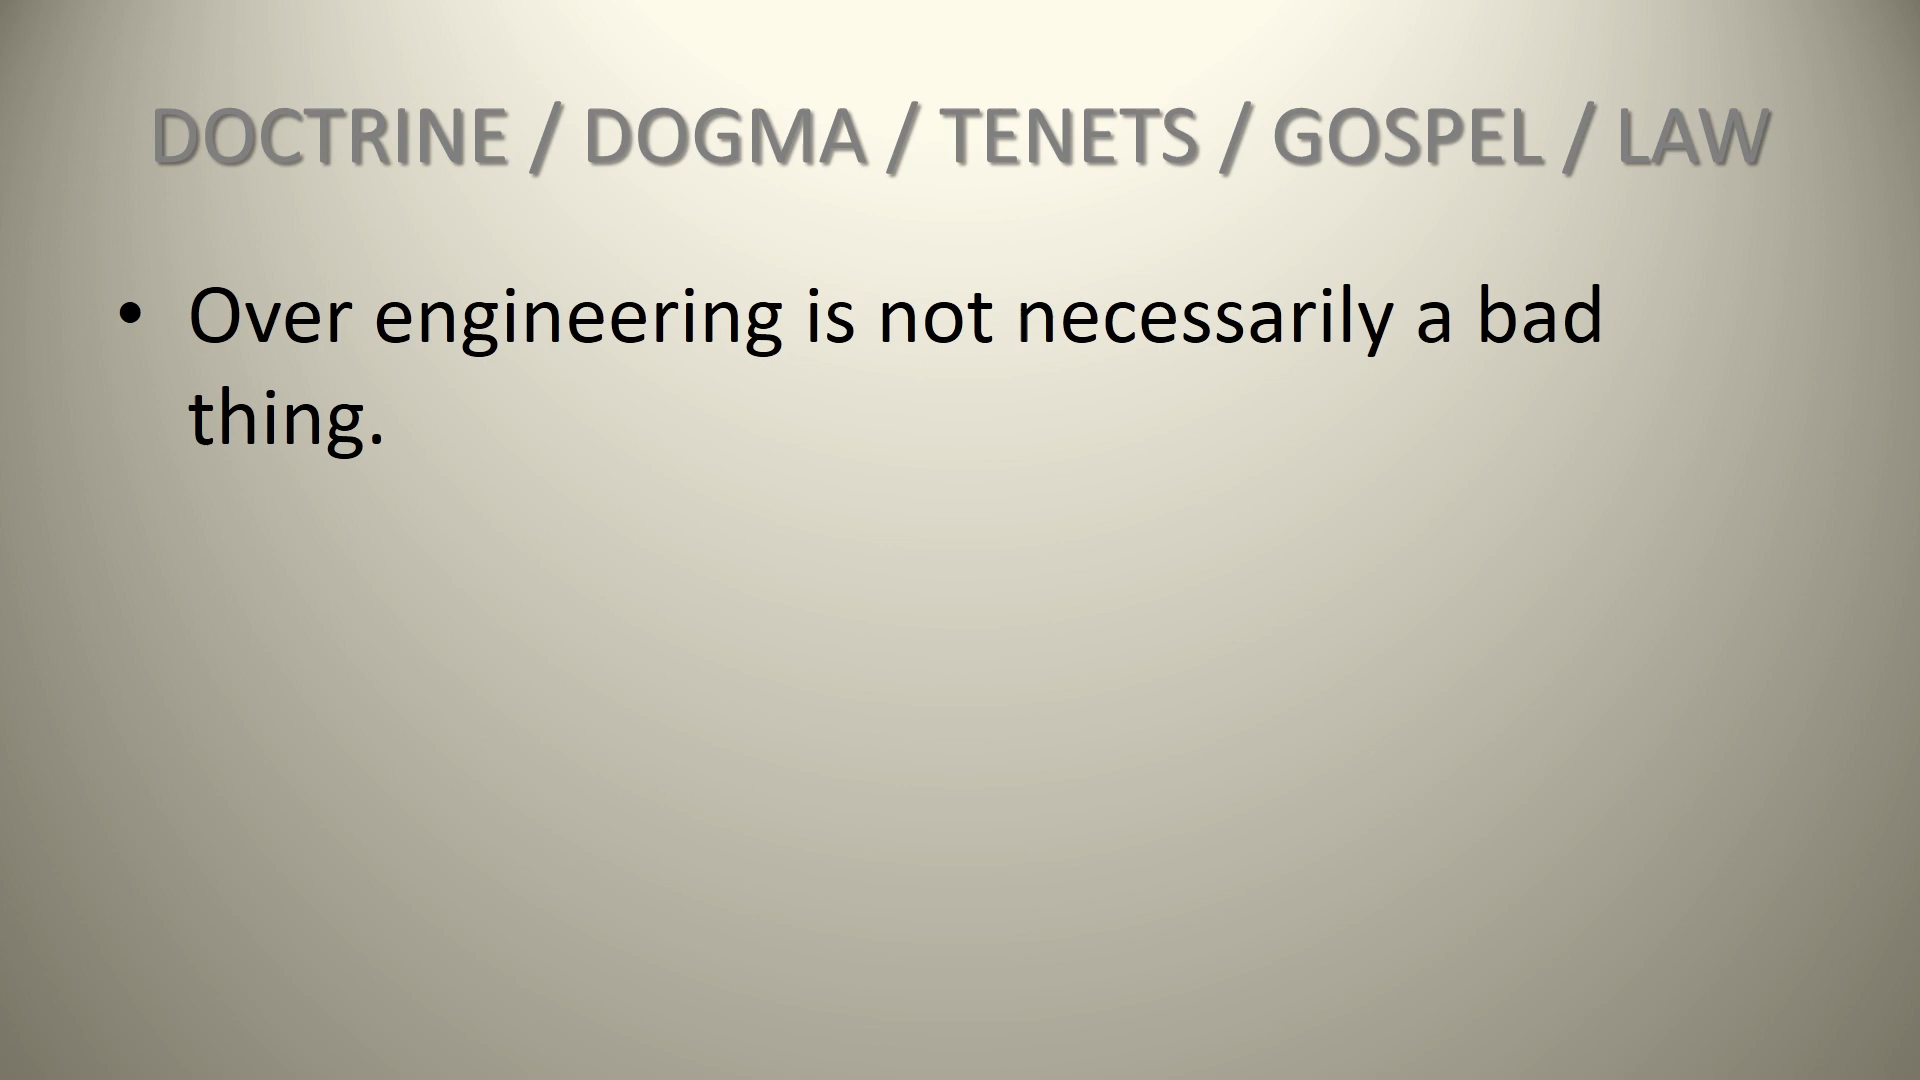 DOCTRINE / DOGMA / TENETS / GOSPEL / LAW
• Over engineering is not necessarily a bad
thing.